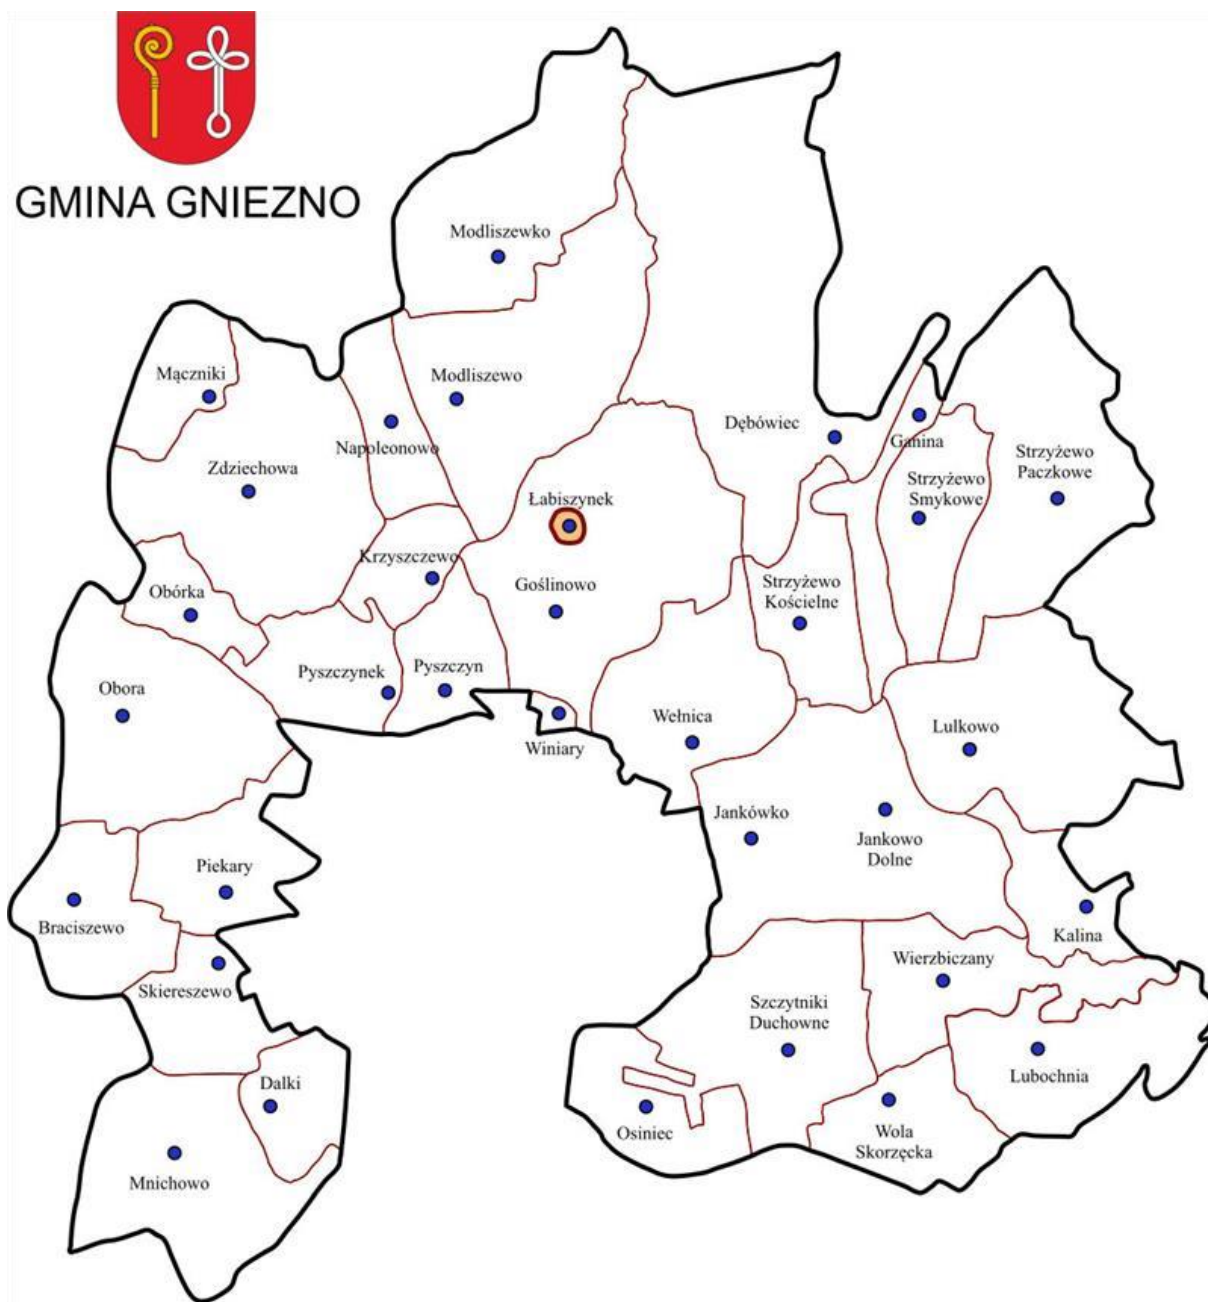 GMINA GNIEZNO
Modliszewko
Mączniki
Modliszewo
Napoleonowo
Dębówiec
Ganina
Strzyżewo
Paczkowe
Zdziechowa
Strzyżewo
Smykowe
Łabiszynek
Krzyszczewo
Obórka
Goślinowo
Strzyżewo
Kościelne
Pyszczynek
Pyszczyn
Obora
Wełnica
Winiary
Lulkowo
Jankówko
Jankowo
Dolne
Piekary
Braciszewo
Kalina
Skiereszewo
Wierzbiczany
Szczytniki
Duchowne
Dalki
Lubochnia
Osiniec
Wola
Skorzęcka
Mnichowo